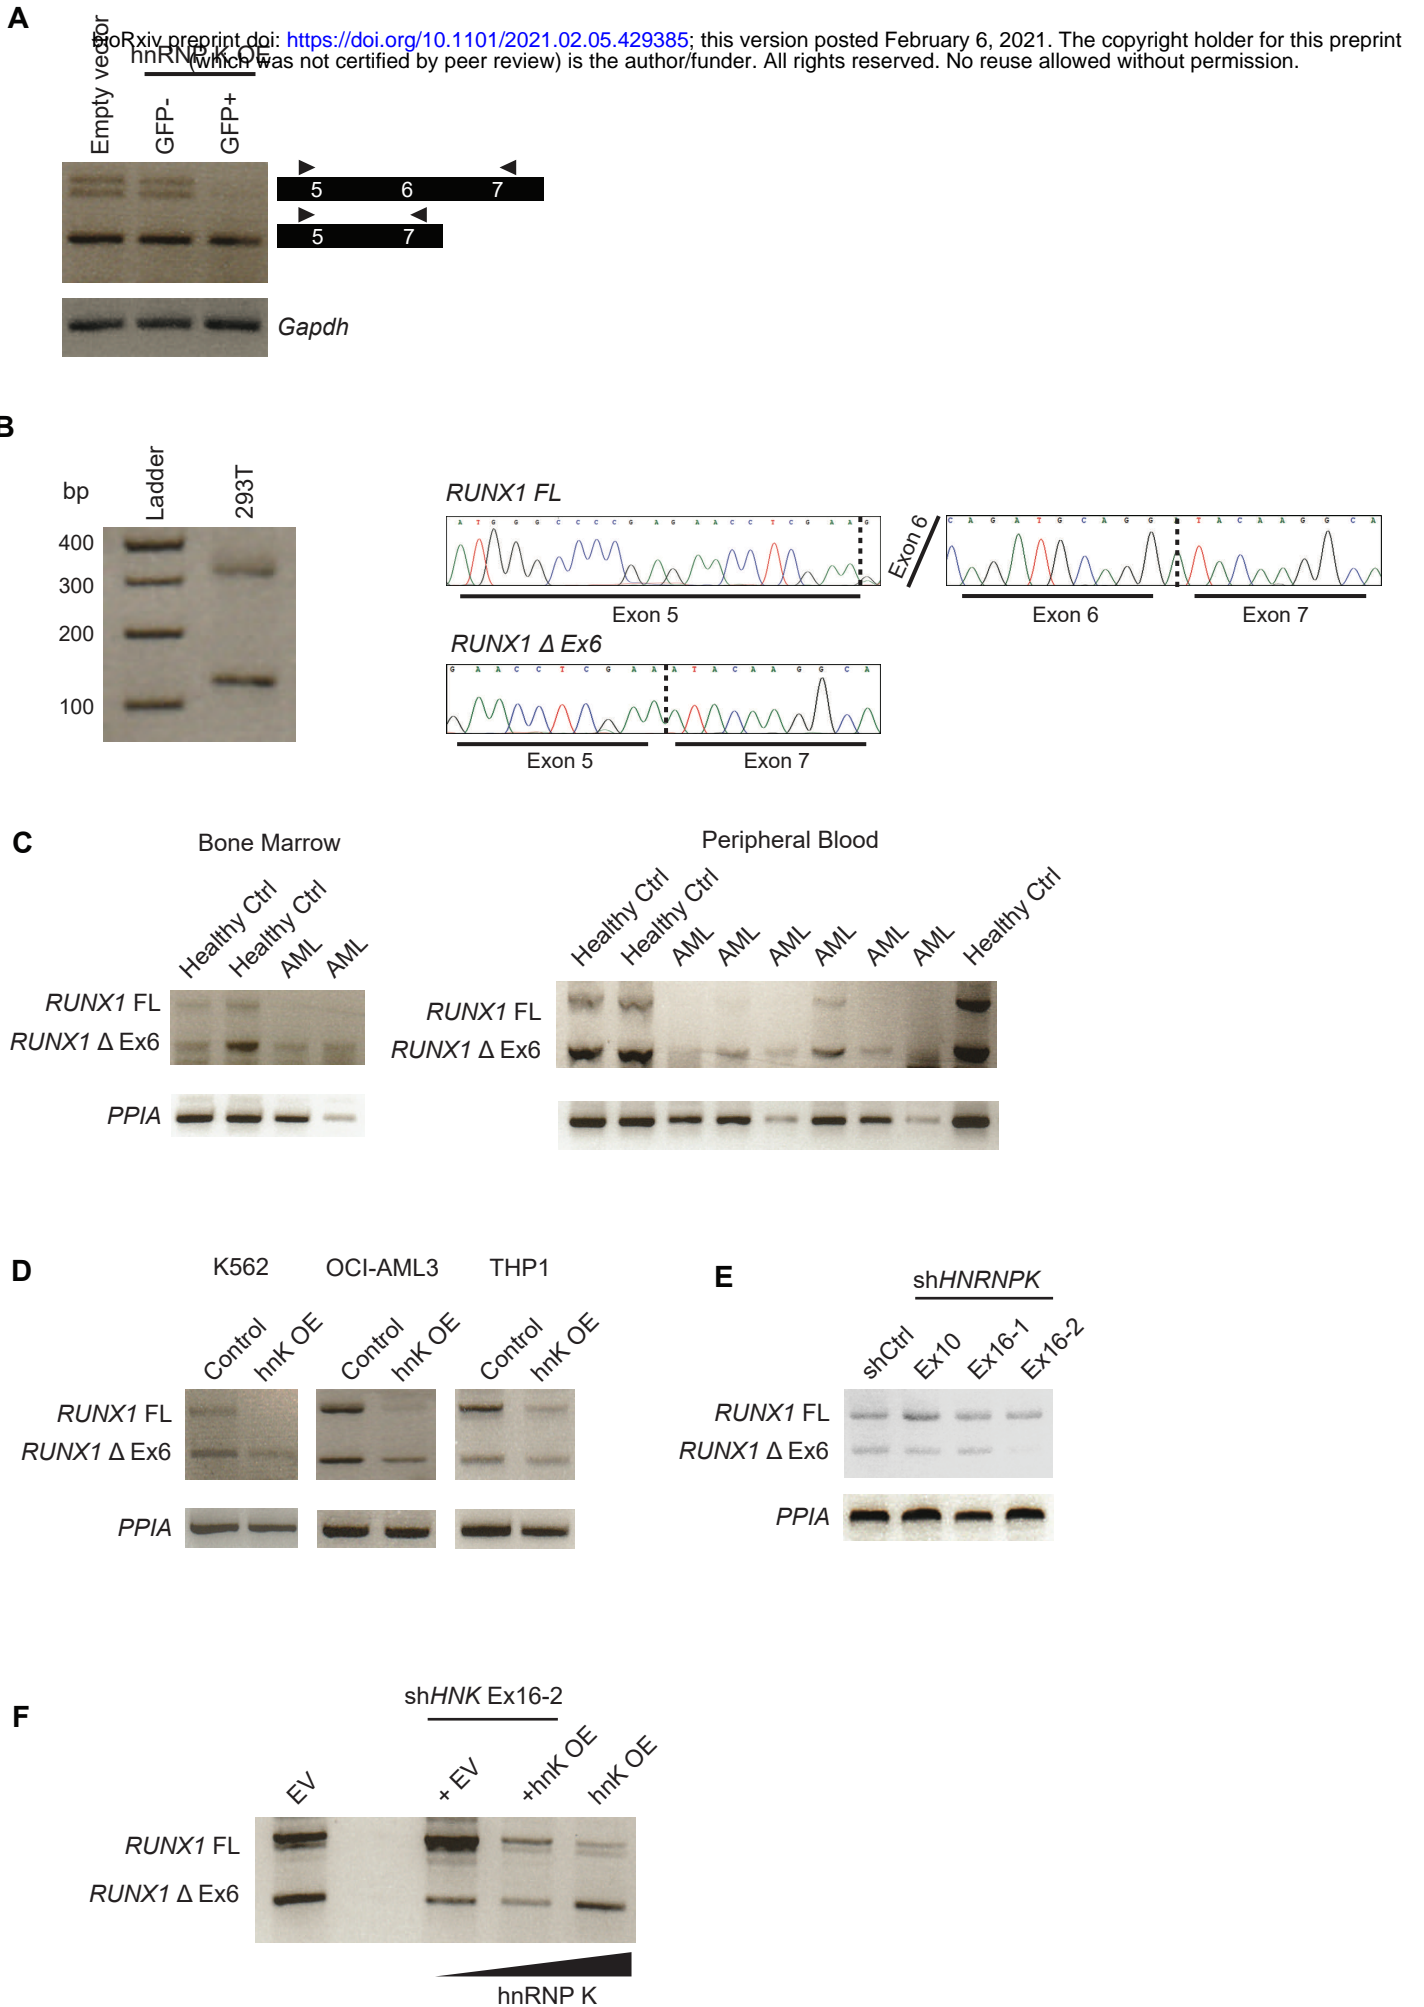 A
bioRxiv preprint doi: https://doi.org/10.1101/2021.02.05.429385; this version posted February 6, 2021. The copyright holder for this preprint
(which was not certified by peer review) is the author/funder. All rights reserved. No reuse allowed without permission.
hnRNP K OE
Empty vector
GFP-
GFP+
5 6 7
5 7
Gapdh
B
bp
Ladder
293T
400
300
200
100
RUNX1 FL
A T G G G C C C C G A G A A C C T C G A A G
Exon 5
Exon 6
C A G A T G C A G G A T A C A A G G C A
Exon 6 Exon 7
RUNX1 Δ Ex6
G A A C C T C G A A A T A C A A G G C A
Exon 5 Exon 7
C
Bone Marrow
Healthy Ctrl
Healthy Ctrl
AML
AML
RUNX1 FL
RUNX1 Δ Ex6
PPIA
Peripheral Blood
Healthy Ctrl
Healthy Ctrl
AML
AML
AML
AML
AML
AML
Healthy Ctrl
RUNX1 FL
RUNX1 Δ Ex6
D
K562 OCI-AML3 THP1
Control
hnK OE
Control
hnK OE
Control
hnK OE
RUNX1 FL
RUNX1 Δ Ex6
PPIA
E
shHNRNPK
shCtrl
Ex10
Ex16-1
Ex16-2
RUNX1 FL
RUNX1 Δ Ex6
PPIA
F
shHNK Ex16-2
EV
+ EV
+hnK OE
hnK OE
RUNX1 FL
RUNX1 Δ Ex6
hnRNP K